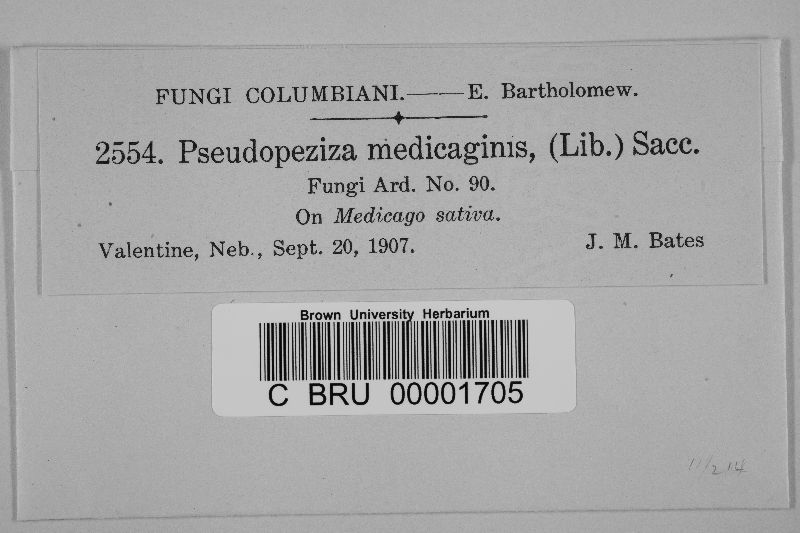 FUNGI COLUMBIANI.——E. Bartholomew.
2554. Pseudopeziza medicaginis, (Lib.) Sacc.
Fungi Ard. No. 90.
On Medicago sativa.
Valentine, Neb., Sept. 20, 1907. J. M. Bates
Brown University Herbarium
C BRU 00001705